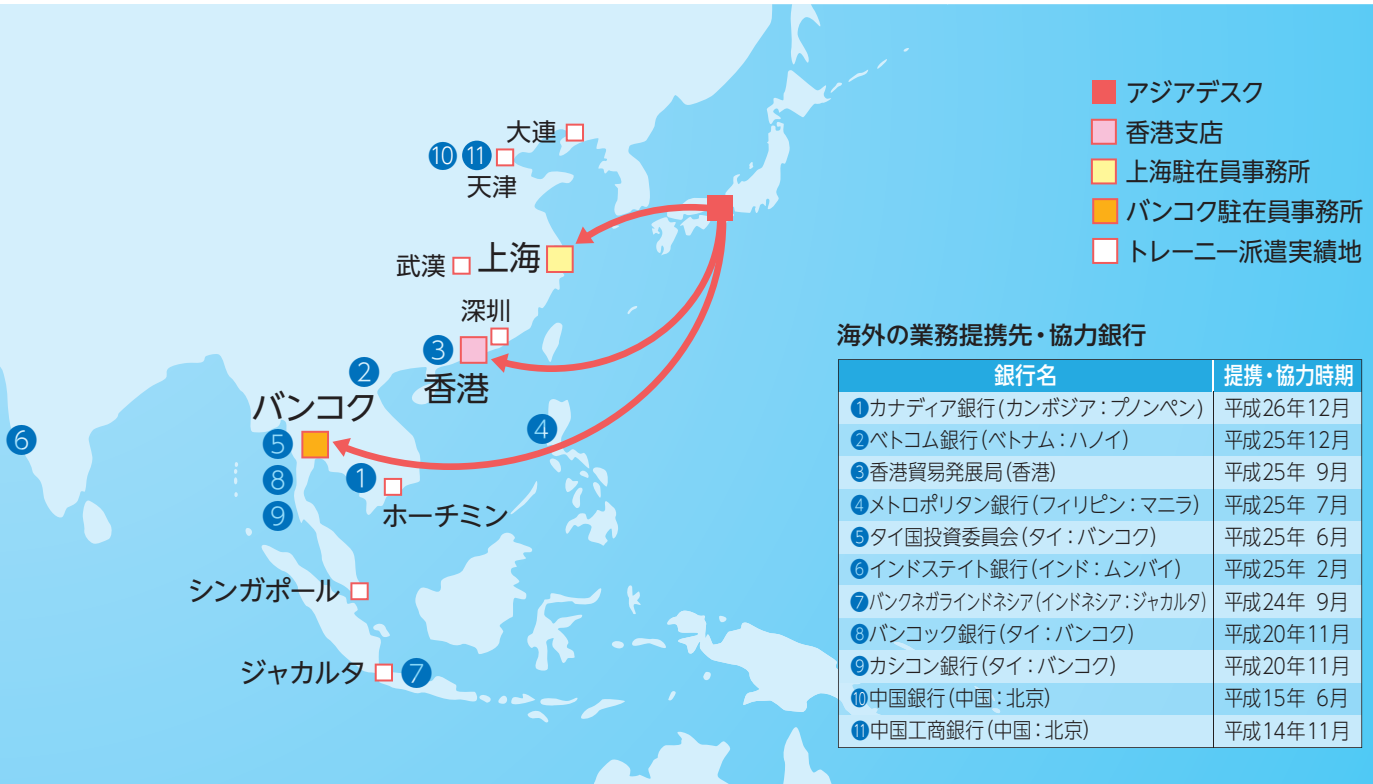 大連
⑩ ⑪
天津
武漢
上海
深圳
③
香港
②
バンコク
⑥
⑤
④
⑧
①
⑨
ホーチミン
シンガポール
ジャカルタ
⑦
アジアデスク
香港支店
上海駐在員事務所
バンコク駐在員事務所
トレーニー派遣実績地
海外の業務提携先・協力銀行
銀行名 提携・協力時期
①カナディア銀行(カンボジア:プノンペン) 平成26年12月
②ベトコム銀行(ベトナム:ハノイ) 平成25年12月
③香港貿易発展局(香港) 平成25年 9月
④メトロポリタン銀行(フィリピン:マニラ) 平成25年 7月
⑤タイ国投資委員会(タイ:バンコク) 平成25年 6月
⑥インドステイト銀行(インド:ムンバイ) 平成25年 2月
⑦バンクネガラインドネシア(インドネシア:ジャカルタ) 平成24年 9月
⑧バンコック銀行(タイ:バンコク) 平成20年11月
⑨カシコン銀行(タイ:バンコク) 平成20年11月
⑩中国銀行(中国:北京) 平成15年 6月
⑪中国工商銀行(中国:北京) 平成14年11月